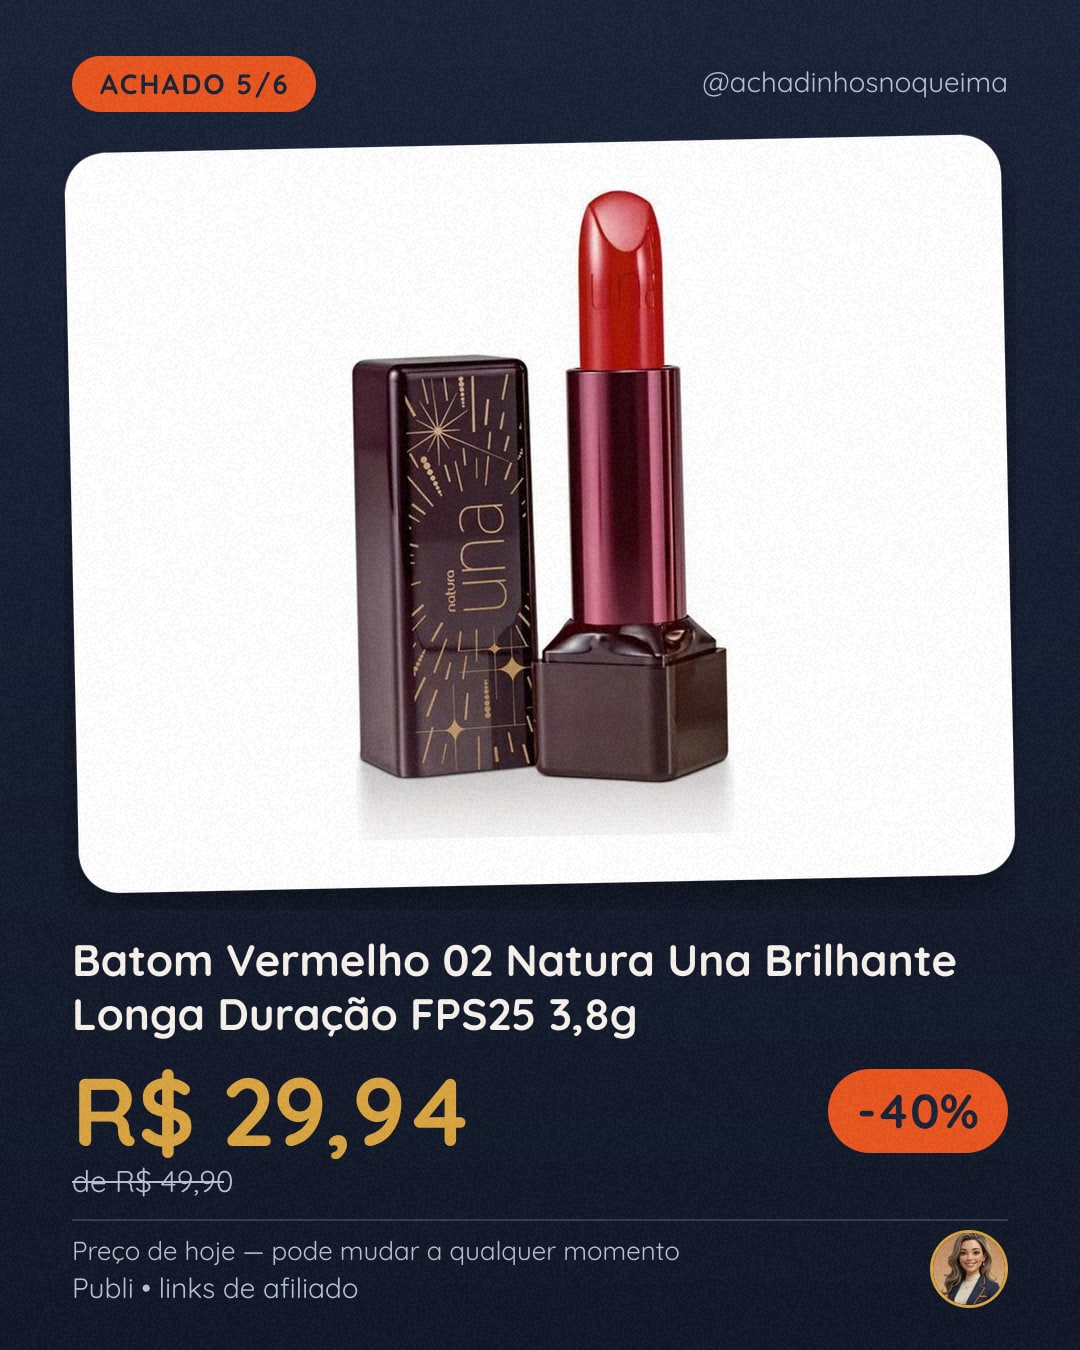 ACHADO 5/6
@achadinhosnoqueima
una
natura
una
Batom Vermelho 02 Natura Una Brilhante
Longa Duração FPS25 3,8g
R$ 29,94
-40%
de R$ 49,90
Preço de hoje — pode mudar a qualquer momento
Publi • links de afiliado